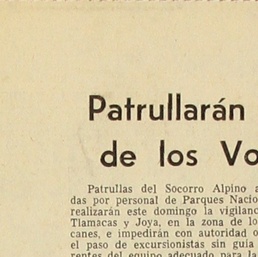 Patrullarán
de los Vo
Patrullas del Socorro Alpino a
das por personal de Parques Nacio
realizarán este domingo la vigilanc
Tlamacas y Joya, en la zona de lo
canes, e impedirán con autoridad o
el paso de excursionistas sin guía
rentes del equipo adecuado para la